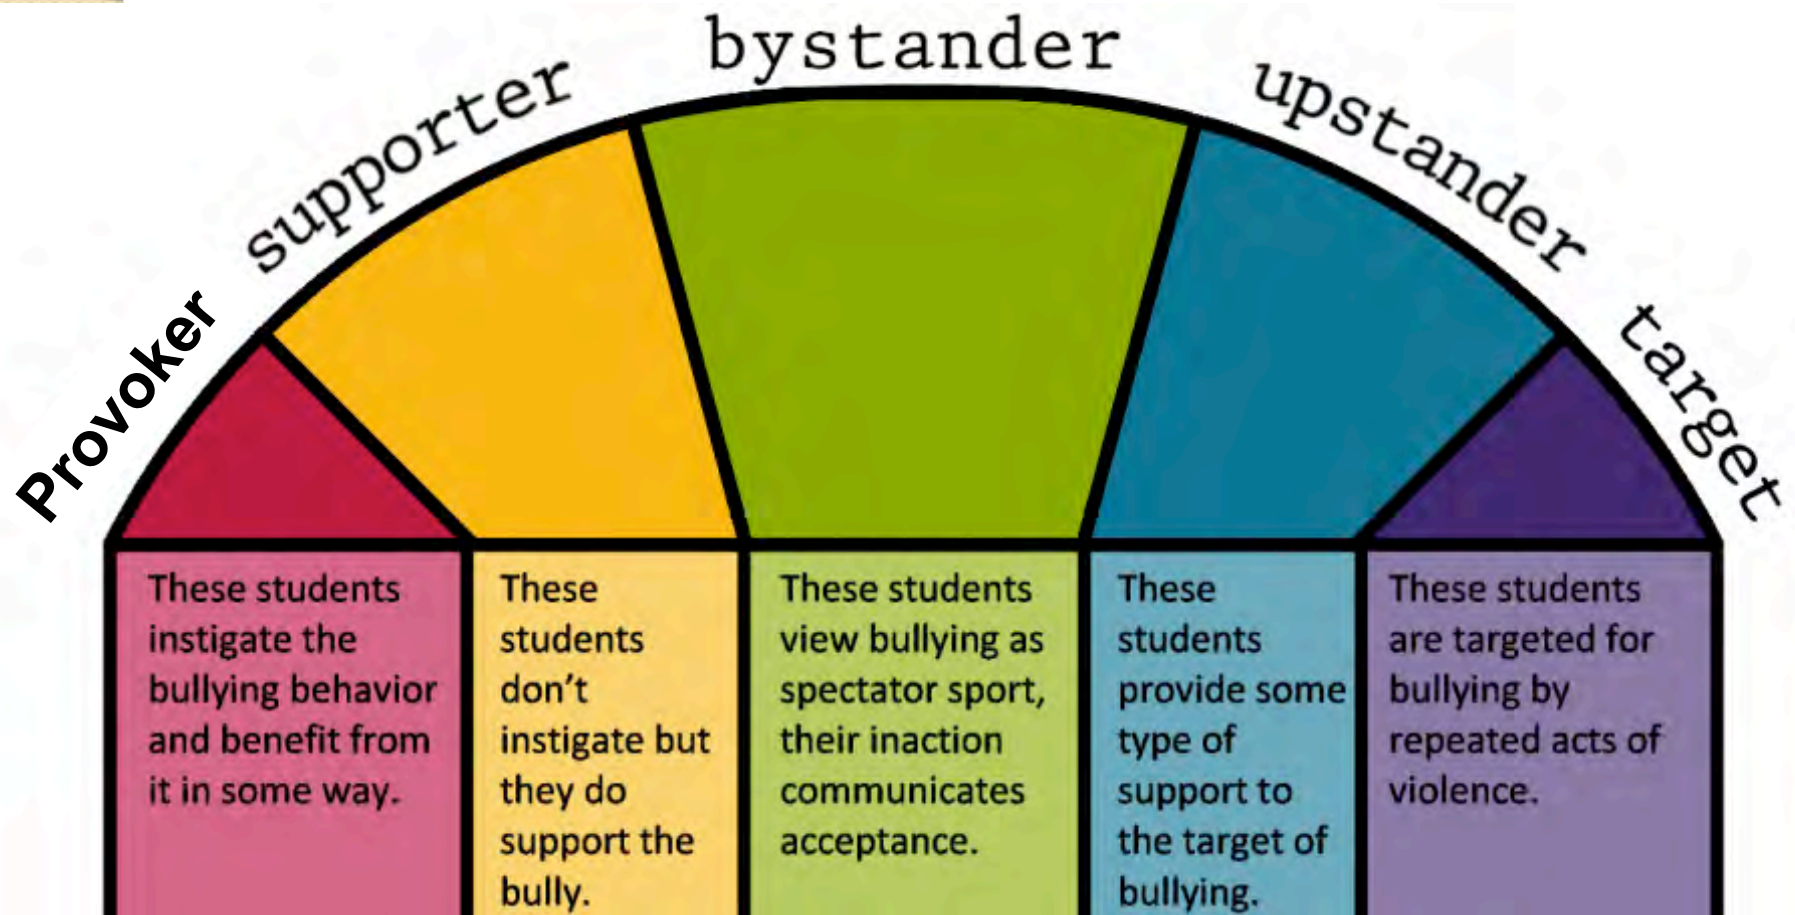 bystander
supporter
upstander
Provoker
target
These students
instigate the
bullying behavior
and benefit from
it in some way.
These
students
don’t
instigate but
they do
support the
bully.
These students
view bullying as
spectator sport,
their inaction
communicates
acceptance.
These
students
provide some
type of
support to
the target of
bullying.
These students
are targeted for
bullying by
repeated acts of
violence.